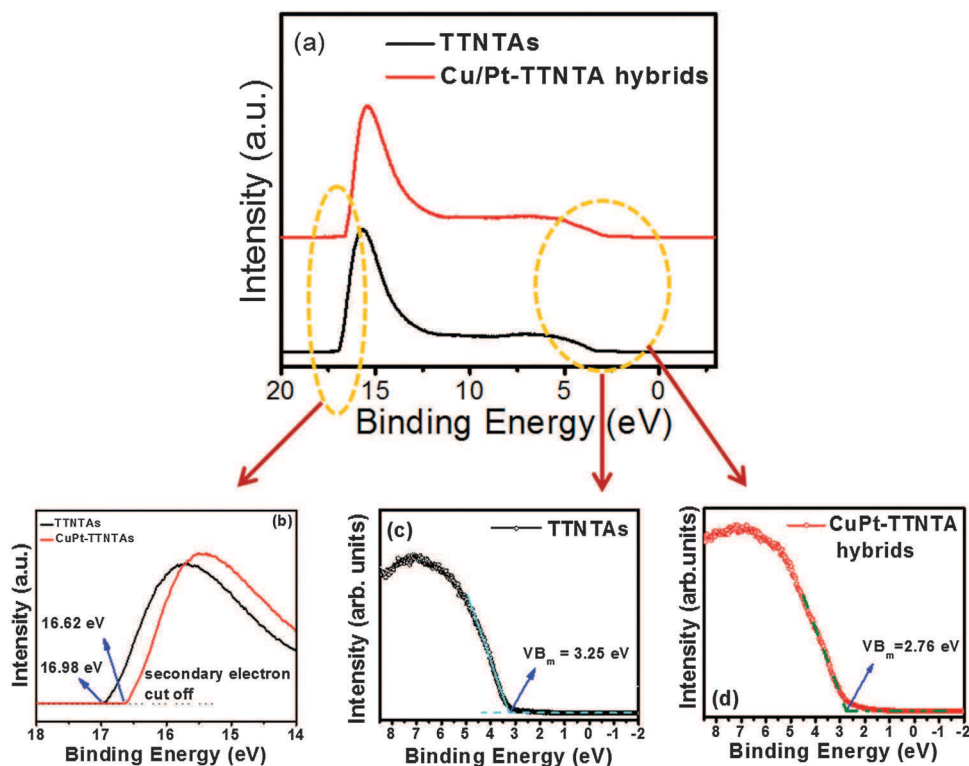 (a)
TTNTAs
Cu/Pt-TTNTA hybrids
Intensity (a.u.)
20 15 10 5 0
Binding Energy (eV)
(b)
TTNTAs
CuPt-TTNTAs
Intensity (a.u.)
16.62 eV
16.98 eV
secondary electron
cut off
18 17 16 15 14
Binding Energy (eV)
(c)
TTNTAs
Intensity (arb. units)
VBm = 3.25 eV
8 7 6 5 4 3 2 1 0 -1 -2
Binding Energy (eV)
CuPt-TTNTA
hybrids
Intensity (arb.units)
VBm=2.76 eV
(d)
8 7 6 5 4 3 2 1 0 -1 -2
Binding Energy (eV)